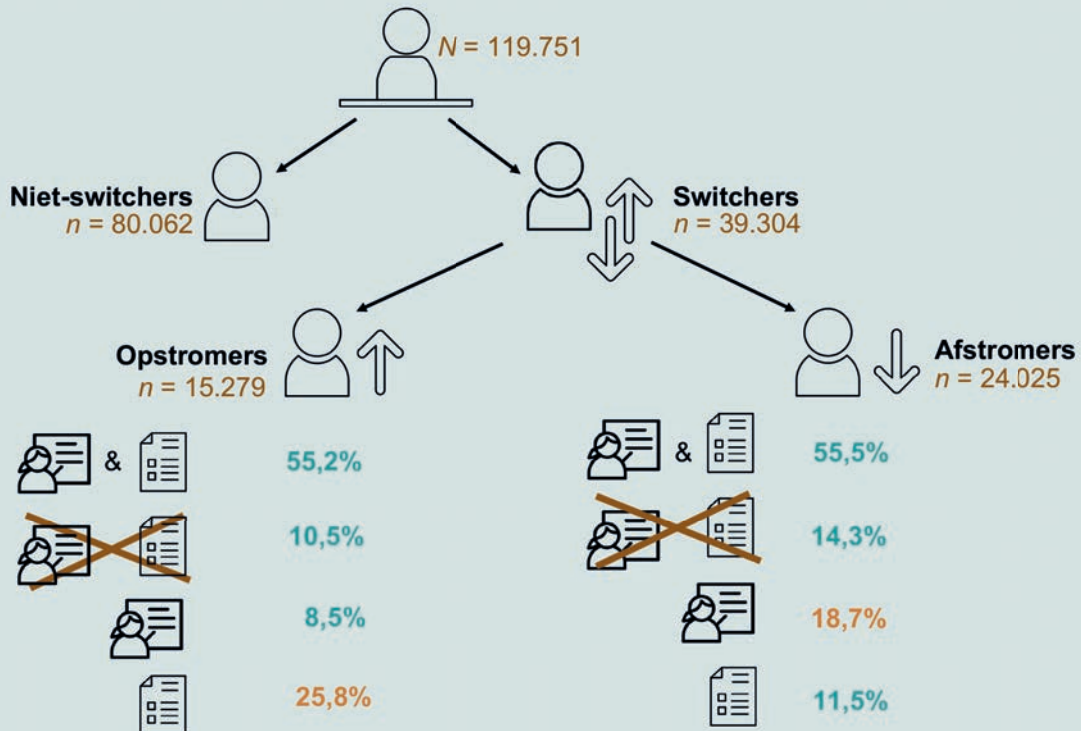 N = 119.751
Niet-switchers
n = 80.062
Switchers
n = 39.304
Opstromers
n = 15.279
Afstromers
n = 24.025
& 55,2%
& 55,5%
10,5%
14,3%
8,5%
18,7%
25,8%
11,5%